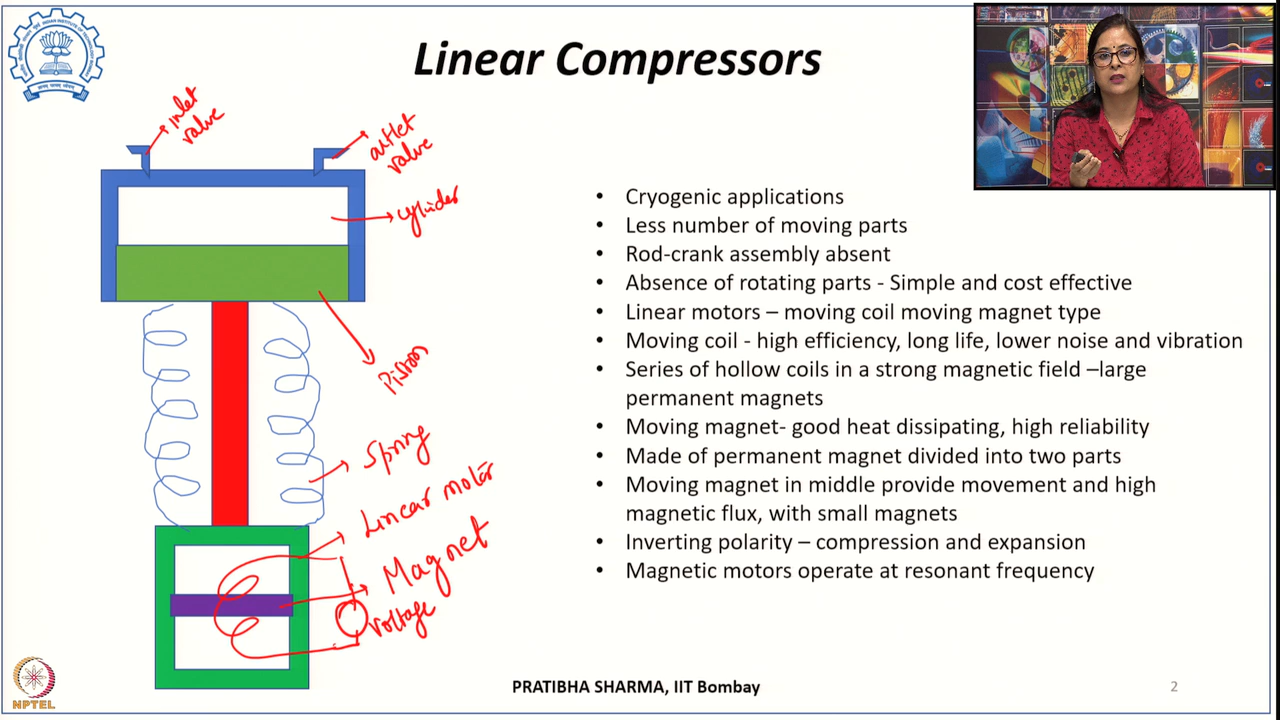 Linear Compressors
inlet
valve
outlet
valve
cylinder
Piston
Spring
Linear motor
Magnet
voltage
• Cryogenic applications
• Less number of moving parts
• Rod-crank assembly absent
• Absence of rotating parts - Simple and cost effective
• Linear motors – moving coil moving magnet type
• Moving coil - high efficiency, long life, lower noise and vibration
• Series of hollow coils in a strong magnetic field –large
permanent magnets
• Moving magnet- good heat dissipating, high reliability
• Made of permanent magnet divided into two parts
• Moving magnet in middle provide movement and high
magnetic flux, with small magnets
• Inverting polarity – compression and expansion
• Magnetic motors operate at resonant frequency
NPTEL
PRATIBHA SHARMA, IIT Bombay
2